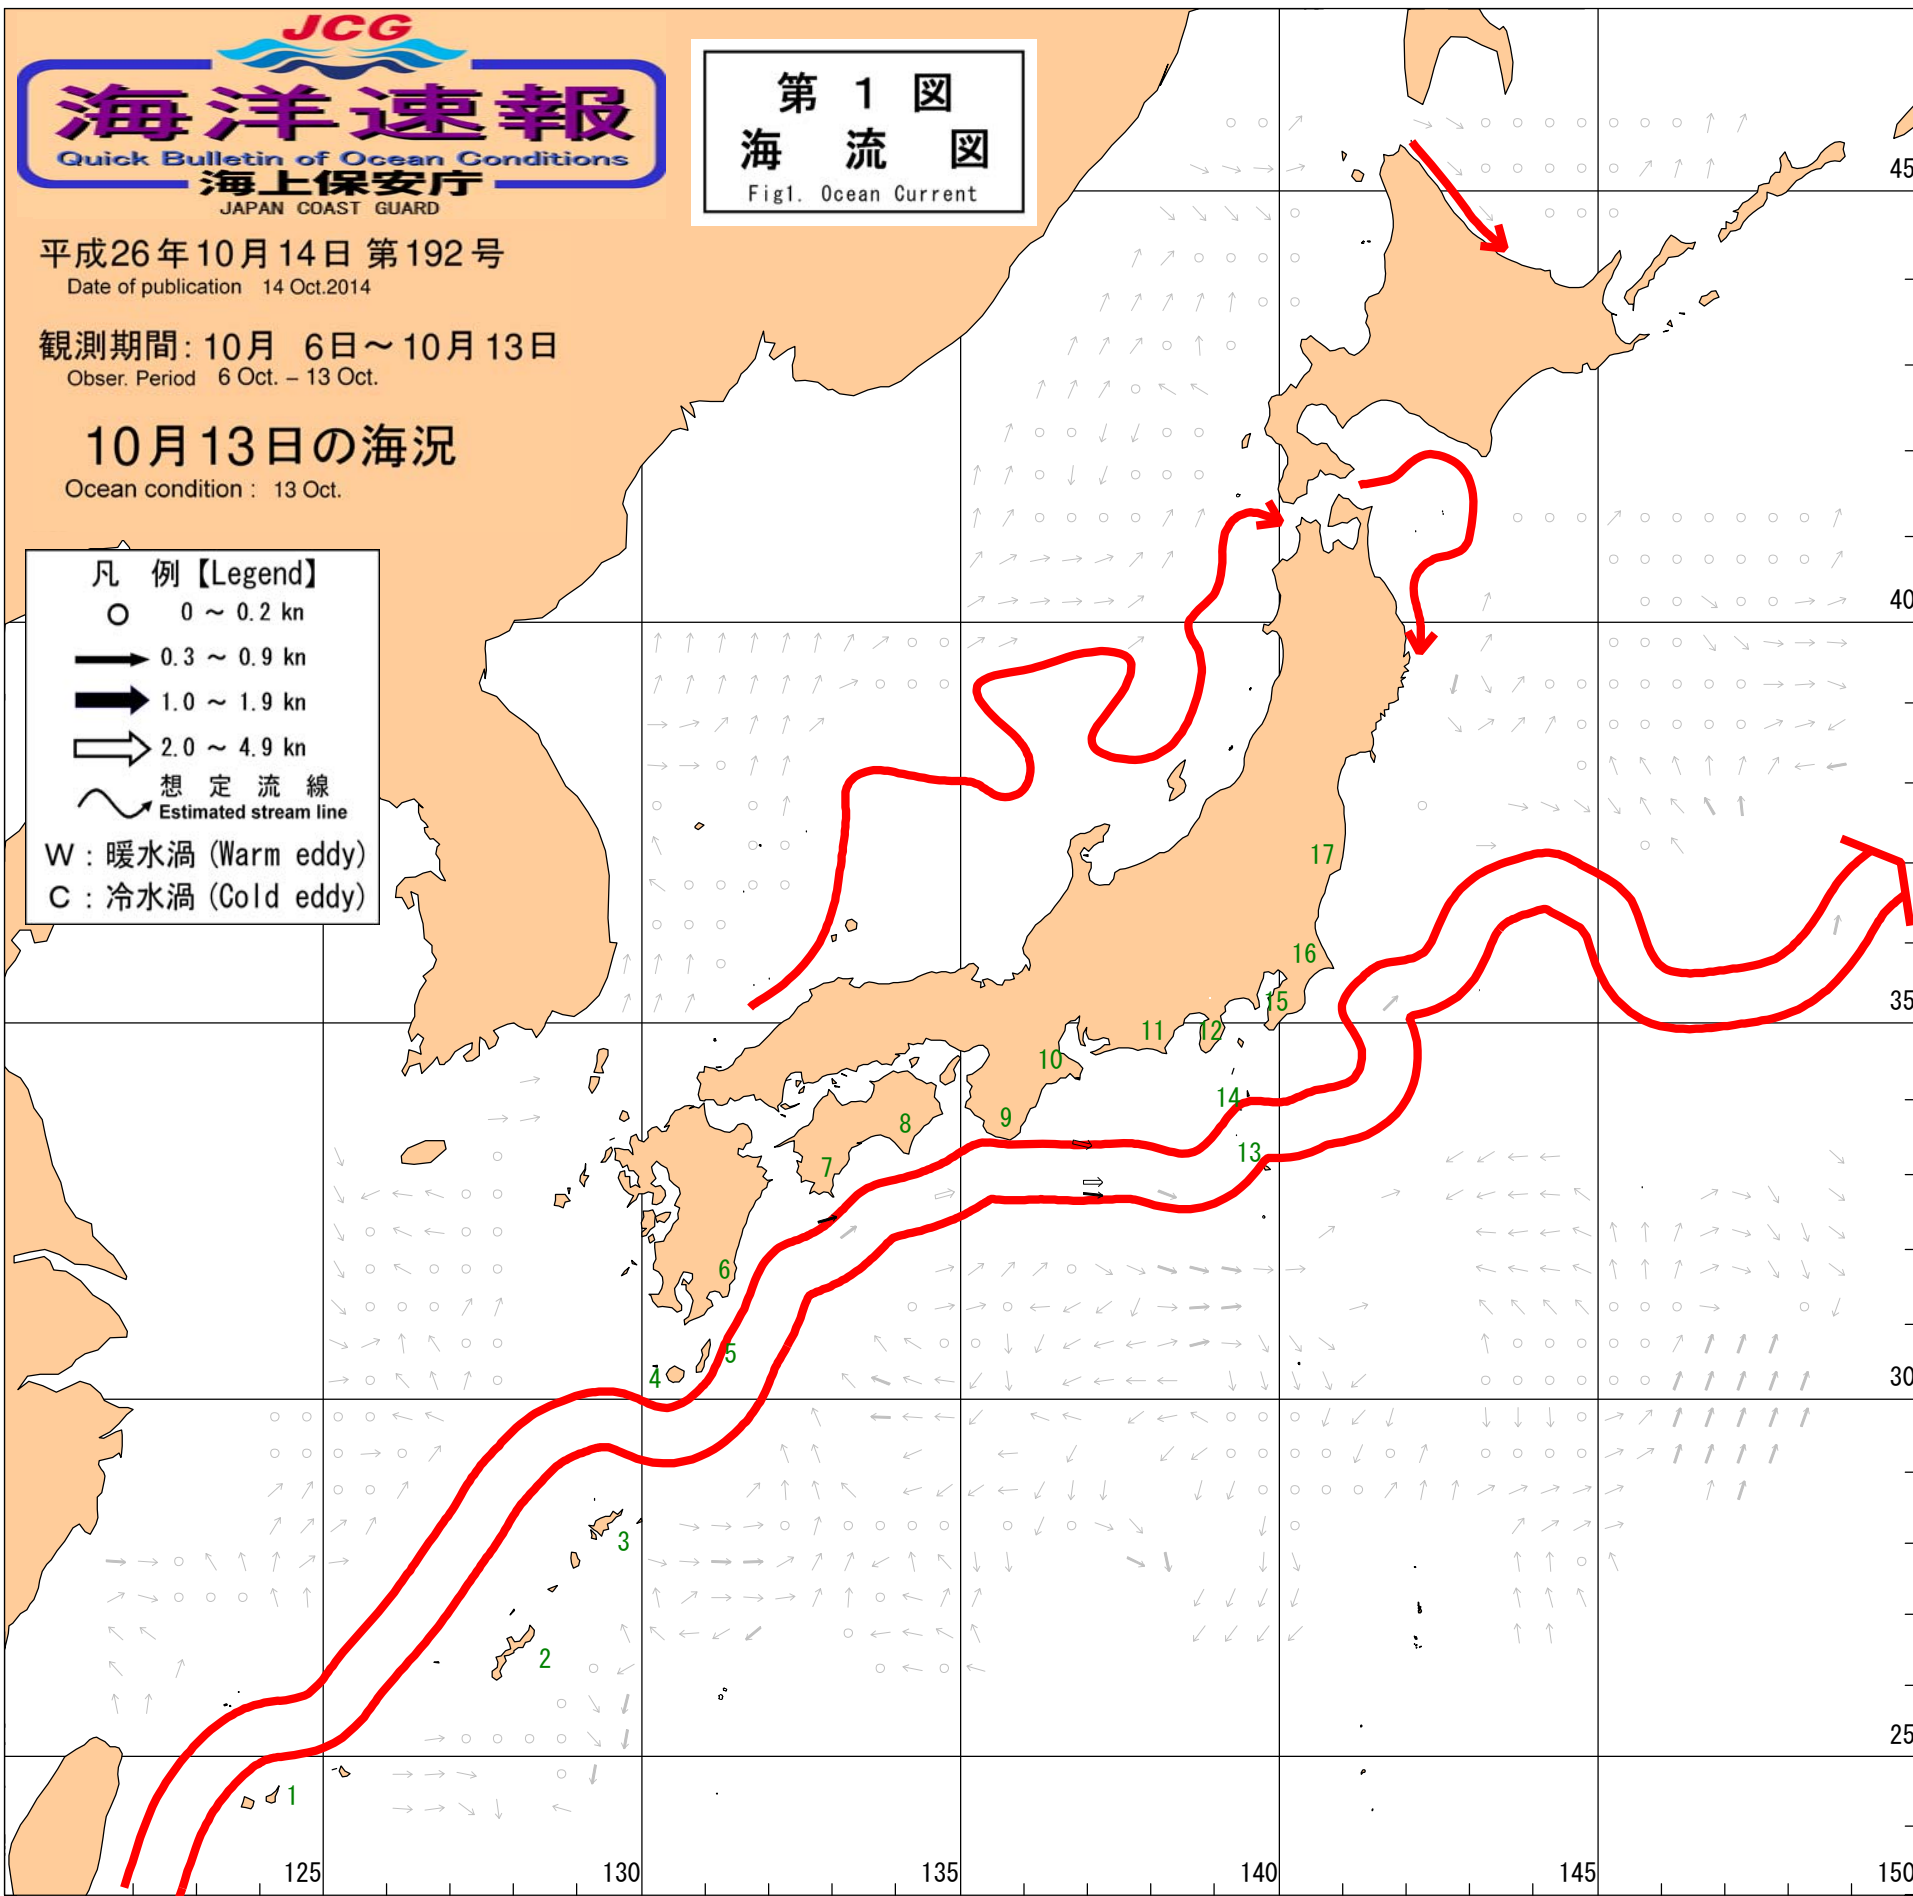 JCG
海洋速報
Quick Bulletin of Ocean Conditions
海上保安庁
JAPAN COAST GUARD
平成26年10月14日 第192号
Date of publication 14 Oct.2014
観測期間: 10月 6日～10月13日
Obser. Period 6 Oct. – 13 Oct.
10月13日の海況
Ocean condition : 13 Oct.
第 1 図
海 流 図
Fig1. Ocean Current
凡 例【Legend】
0 ～ 0.2 kn
0.3 ～ 0.9 kn
1.0 ～ 1.9 kn
2.0 ～ 4.9 kn
想 定 流 線
Estimated stream line
W : 暖水渦 (Warm eddy)
C : 冷水渦 (Cold eddy)
45
40
17
16
15
35
11
12
10
14
9
8
13
7
6
5
4
30
3
2
25
1
125
130
135
140
145
150